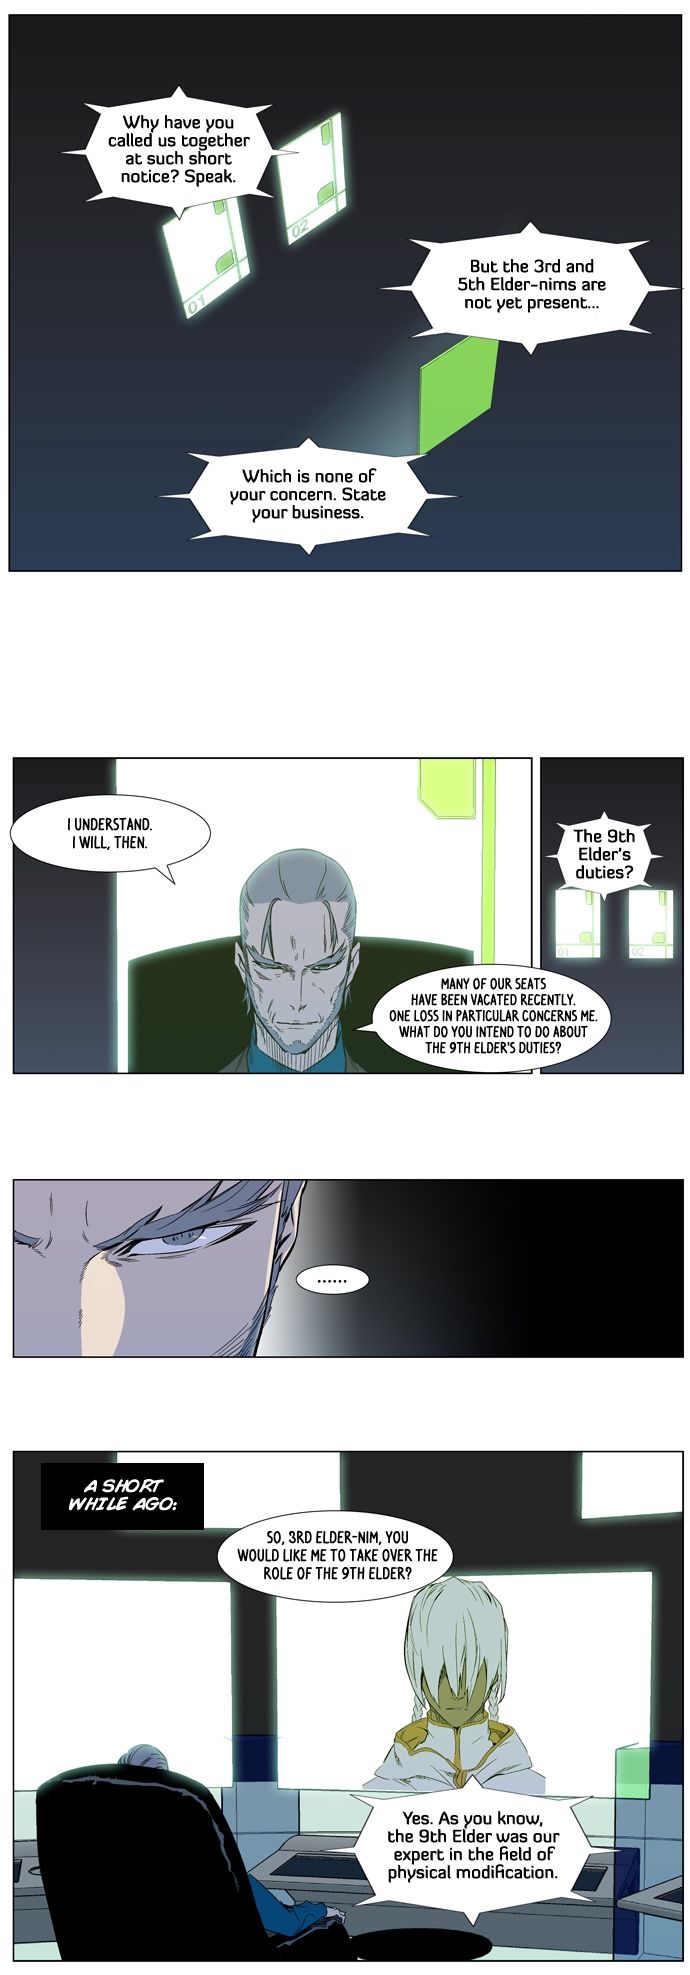 Why have you
called us together
at such short
notice? Speak.
02
01
But the 3rd and
5th Elder-nims are
not yet present...
Which is none of
your concern. State
your business.
I UNDERSTAND.
I WILL, THEN.
MANY OF OUR SEATS
HAVE BEEN VACATED RECENTLY.
ONE LOSS IN PARTICULAR CONCERNS ME.
WHAT DO YOU INTEND TO DO ABOUT
THE 9TH ELDER'S DUTIES?
The 9th
Elder's
duties?
01
02
......
A SHORT
WHILE AGO:
SO, 3RD ELDER-NIM, YOU
WOULD LIKE ME TO TAKE OVER THE
ROLE OF THE 9TH ELDER?
Yes. As you know,
the 9th Elder was our
expert in the field of
physical modification.